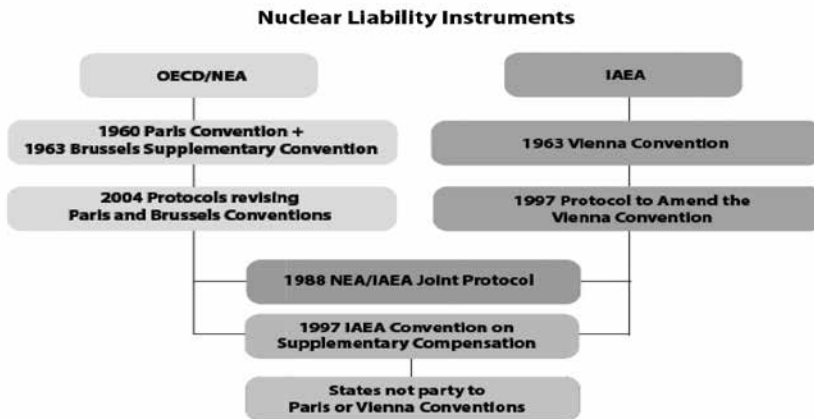 Nuclear Liability Instruments
OECD/NEA
IAEA
1960 Paris Convention +
1963 Brussels Supplementary Convention
1963 Vienna Convention
2004 Protocols revising
Paris and Brussels Conventions
1997 Protocol to Amend the
Vienna Convention
1988 NEA/IAEA Joint Protocol
1997 IAEA Convention on
Supplementary Compensation
States not party to
Paris or Vienna Conventions